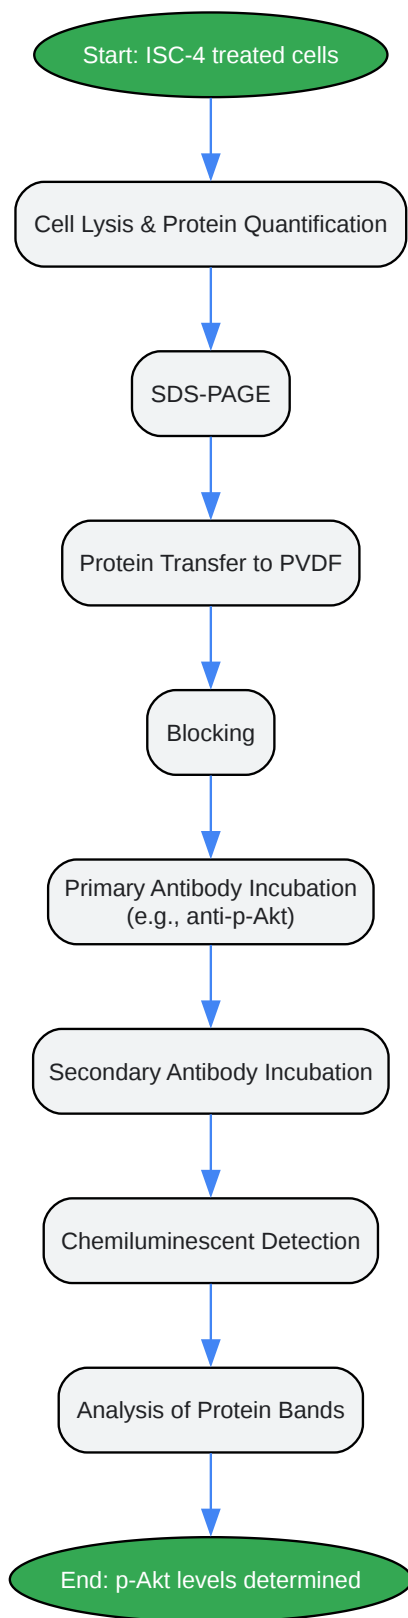 Start: ISC-4 treated cells
Cell Lysis & Protein Quantification
SDS-PAGE
Protein Transfer to PVDF
Blocking
Primary Antibody Incubation
(e.g., anti-p-Akt)
Secondary Antibody Incubation
Chemiluminescent Detection
Analysis of Protein Bands
End: p-Akt levels determined